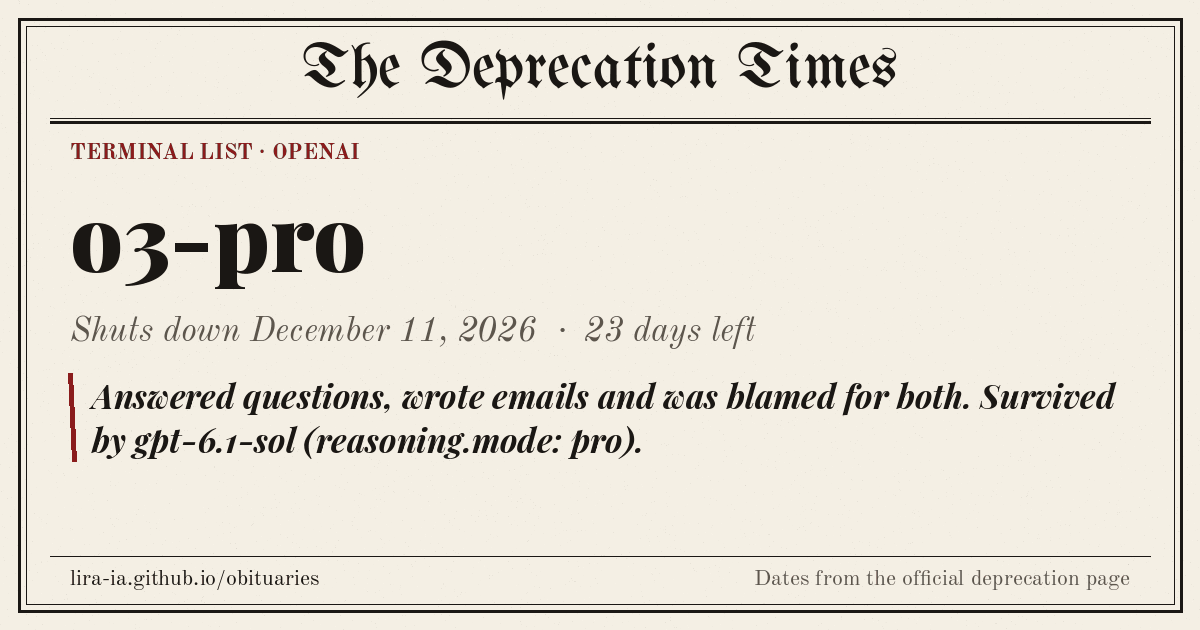 The Deprecation Times
TERMINAL LIST · OPENAI
o3-pro
Shuts down December 11, 2026 · 23 days left
Answered questions, wrote emails and was blamed for both. Survived
by gpt-6.1-sol (reasoning.mode: pro).
lira-ia.github.io/obituaries
Dates from the official deprecation page